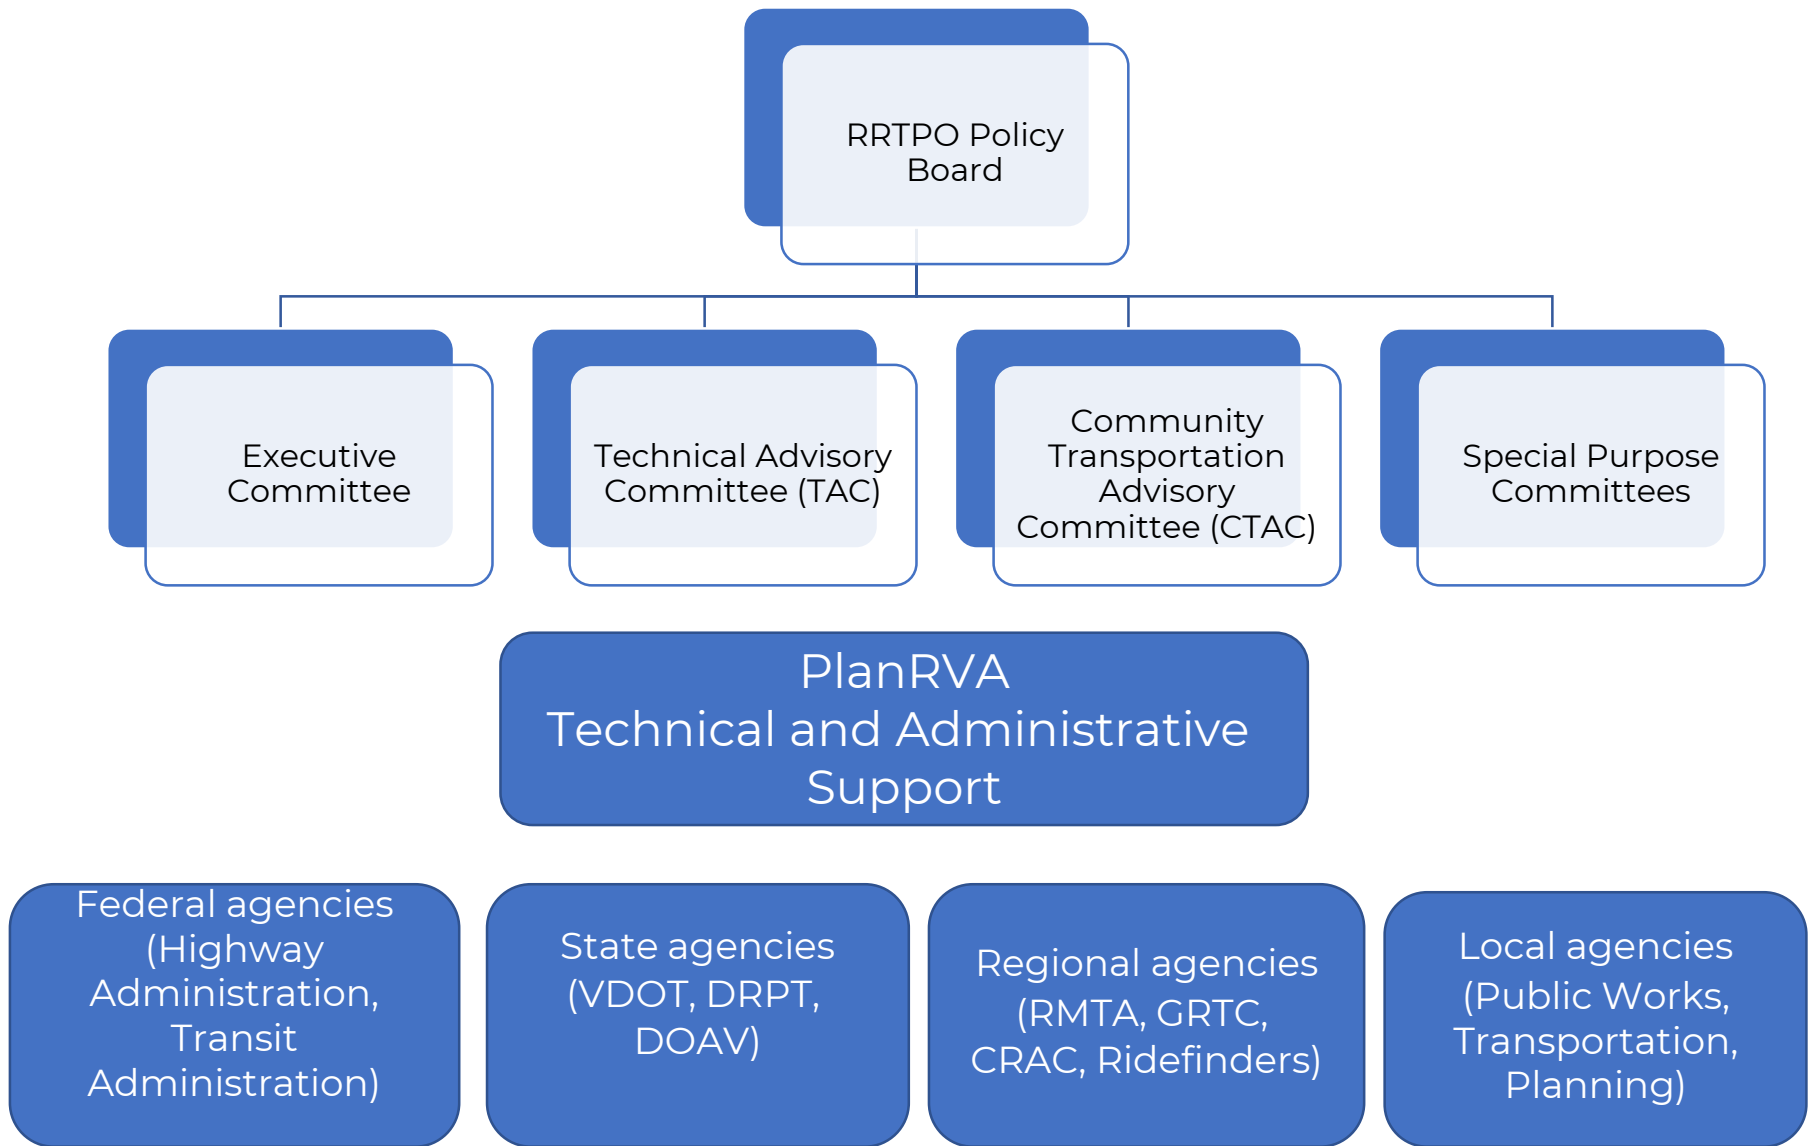 RRTPO Policy
Board
Executive
Committee
Technical Advisory
Committee (TAC)
Community
Transportation
Advisory
Committee (CTAC)
Special Purpose
Committees
PlanRVA
Technical and Administrative
Support
Federal agencies
(Highway
Administration,
Transit
Administration)
State agencies
(VDOT, DRPT,
DOAV)
Regional agencies
(RMTA, GRTC,
CRAC, Ridefinders)
Local agencies
(Public Works,
Transportation,
Planning)